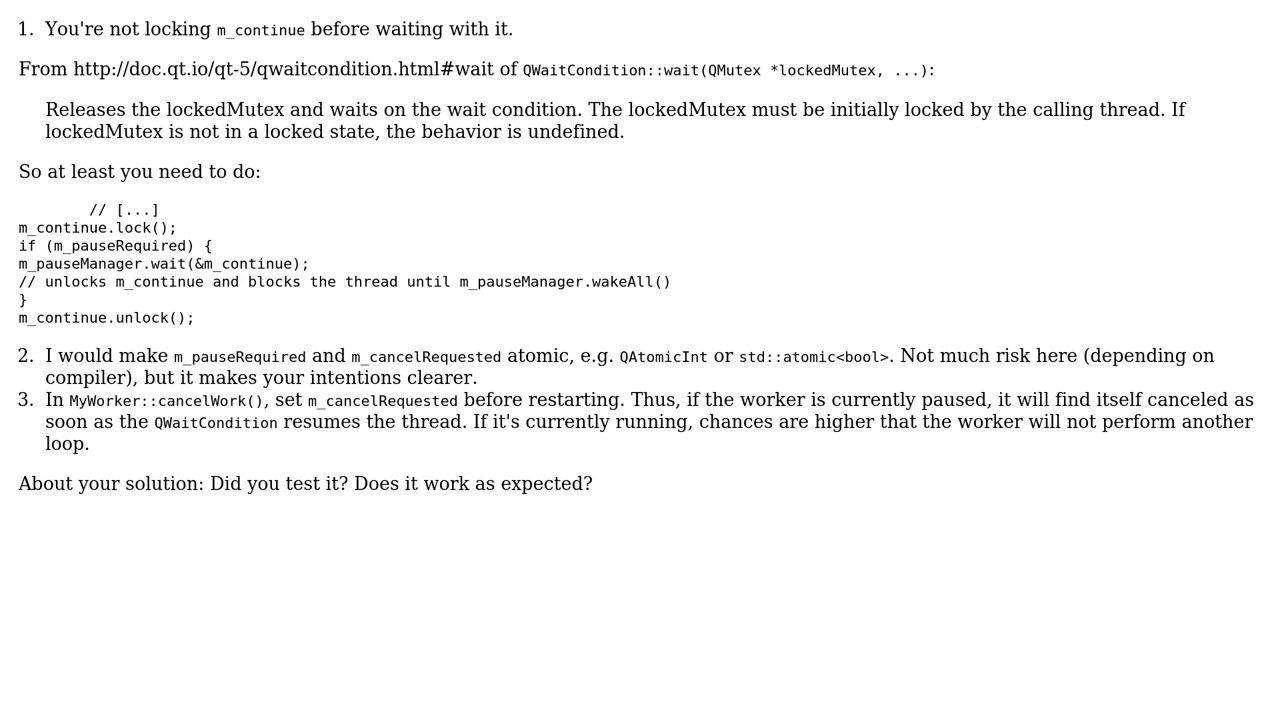 1. You're not locking m_continue before waiting with it.
From http://doc.qt.io/qt-5/qwaitcondition.html#wait of QWaitCondition::wait(QMutex *lockedMutex, ...):
Releases the lockedMutex and waits on the wait condition. The lockedMutex must be initially locked by the calling thread. If
lockedMutex is not in a locked state, the behavior is undefined.
So at least you need to do:
// [...]
m_continue.lock();
if (m_pauseRequired) {
m_pauseManager.wait(&m_continue);
// unlocks m_continue and blocks the thread until m_pauseManager.wakeAll()
}
m_continue.unlock();
2. I would make m_pauseRequired and m_cancelRequested atomic, e.g. QAtomicInt or std::atomic<bool>. Not much risk here (depending on
compiler), but it makes your intentions clearer.
3. In MyWorker::cancelWork(), set m_cancelRequested before restarting. Thus, if the worker is currently paused, it will find itself canceled as
soon as the QWaitCondition resumes the thread. If it's currently running, chances are higher that the worker will not perform another
loop.
About your solution: Did you test it? Does it work as expected?